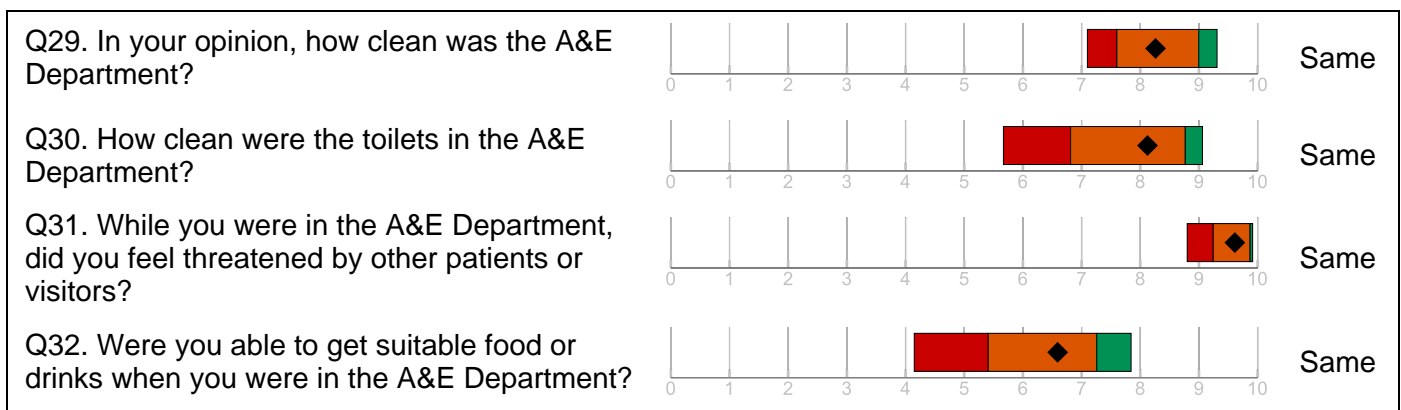 Q29. In your opinion, how clean was the A&E
Department?
Same
0 1 2 3 4 5 6 7 8 9 10
Q30. How clean were the toilets in the A&E
Department?
Same
0 1 2 3 4 5 6 7 8 9 10
Q31. While you were in the A&E Department,
did you feel threatened by other patients or
visitors?
Same
0 1 2 3 4 5 6 7 8 9 10
Q32. Were you able to get suitable food or
drinks when you were in the A&E Department?
Same
0 1 2 3 4 5 6 7 8 9 10